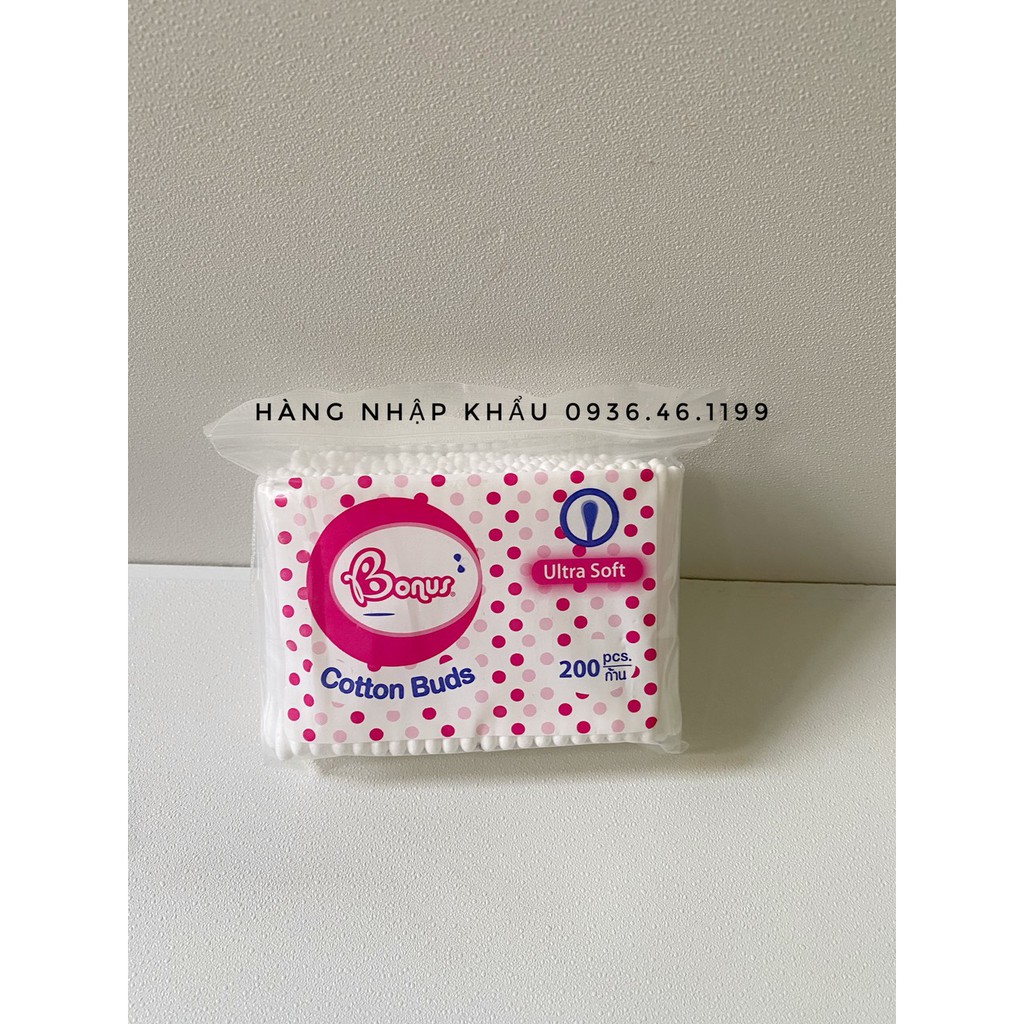 HÀNG NHẬP KHẨU 0936.46.1199
Bonus®
Ultra Soft
Cotton Buds
200 pcs.
ก้าน